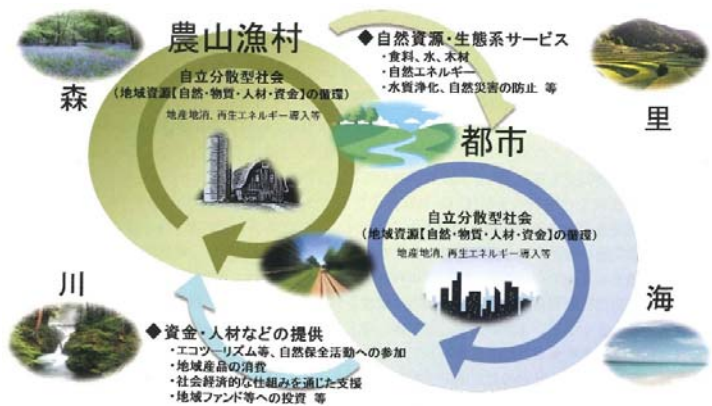 農山漁村
自立分散型社会
(地域資源【自然・物質・人材・資金】の循環)
地産地消、再生エネルギー導入等
森
◆自然資源・生態系サービス
・食料、水、木材
・自然エネルギー
・水質浄化、自然災害の防止 等
里
都市
自立分散型社会
(地域資源【自然・物質・人材・資金】の循環)
地産地消、再生エネルギー導入等
川
◆資金・人材などの提供
・エコツーリズム等、自然保全活動への参加
・地域産品の消費
・社会経済的な仕組みを通じた支援
・地域ファンド等への投資 等
海